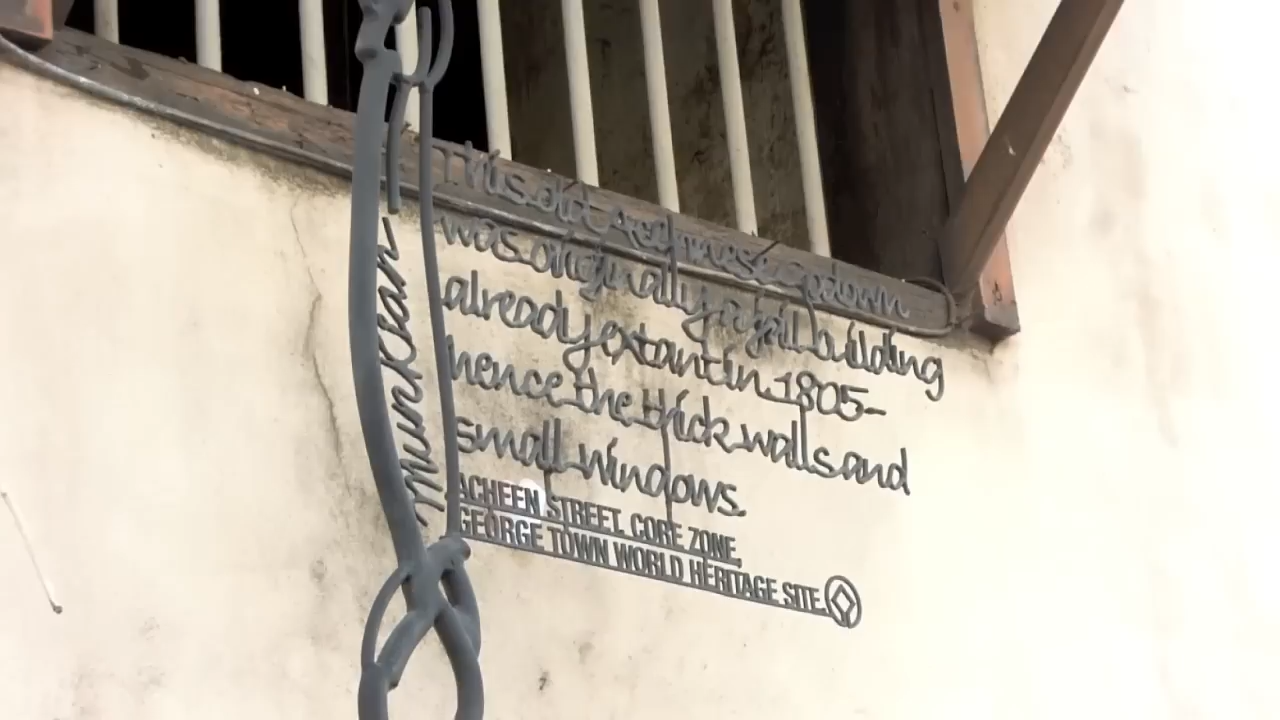 This old
was originally a jail building
already extant in 1805-
hence the thick walls and
small windows.
ACHEEN STREET, CORE ZONE,
GEORGE TOWN WORLD HERITAGE SITE.